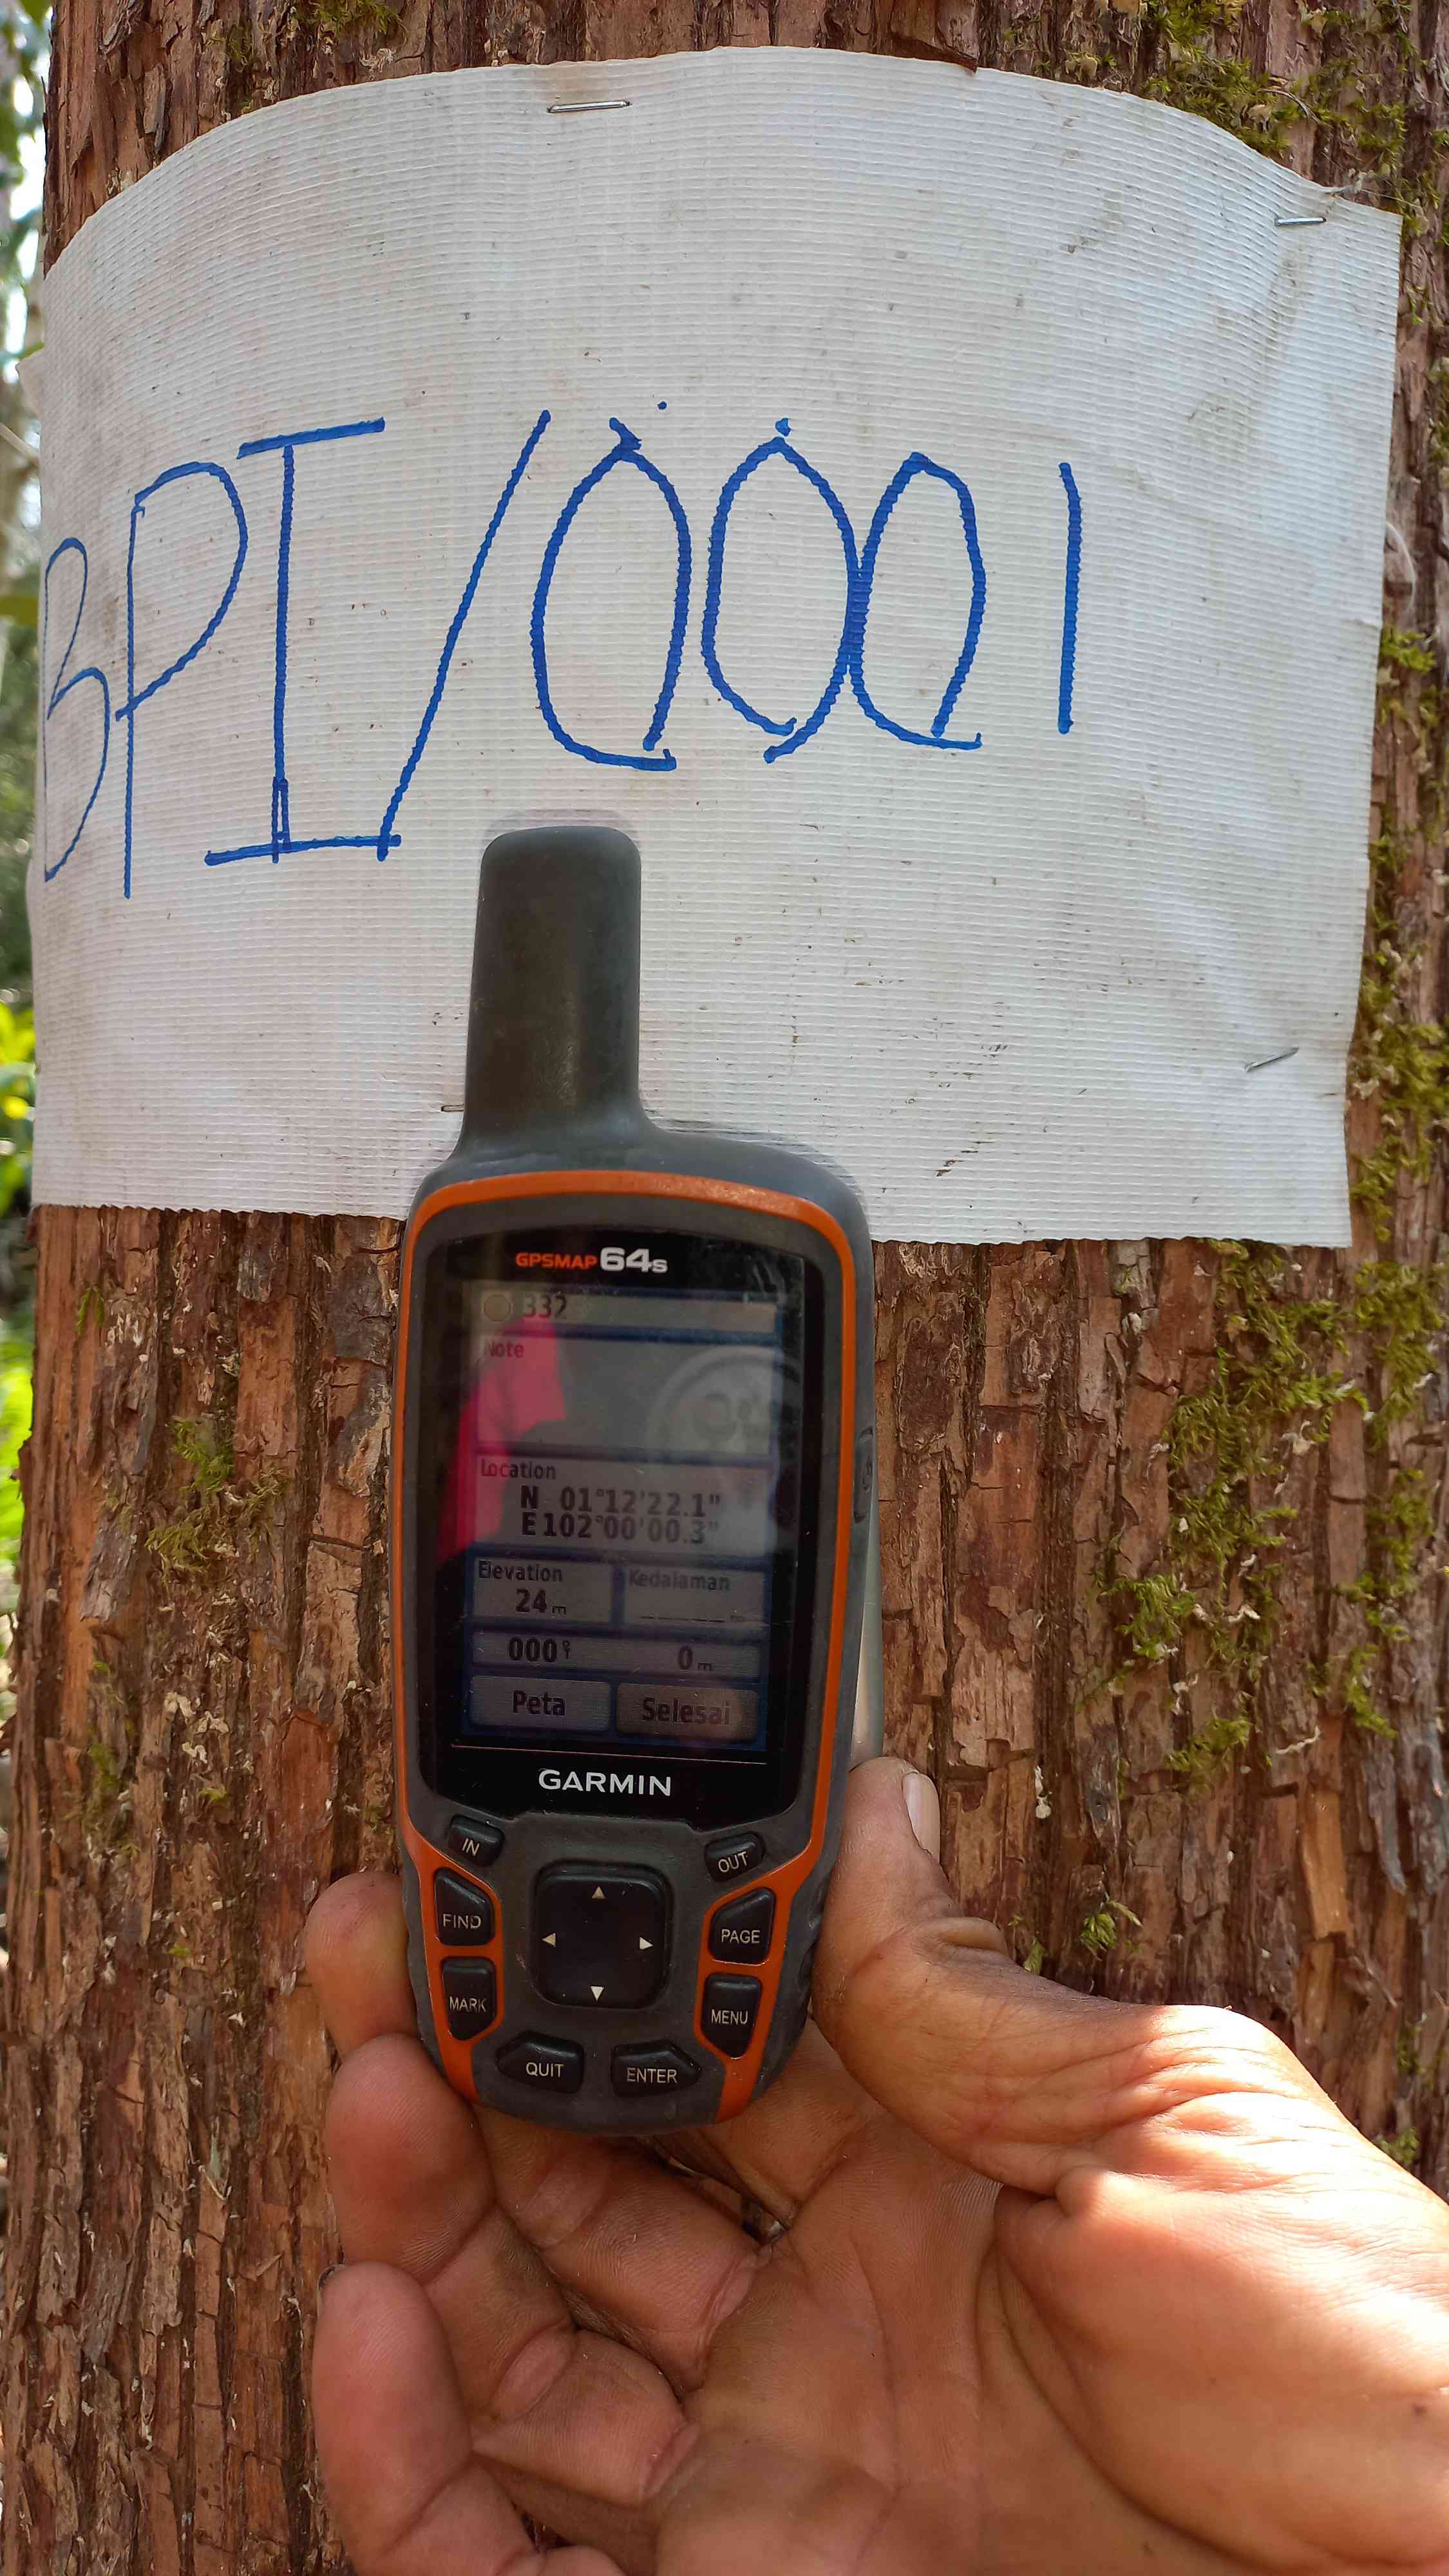 BPI/0001
GPSMAP 64s
332
Note
Location
N 01°12'22.1"
E 102°00'00.3"
Elevation Kedalaman
24 m
000° 0 m
Peta Selesai
GARMIN
IN OUT
FIND PAGE
MARK MENU
QUIT ENTER